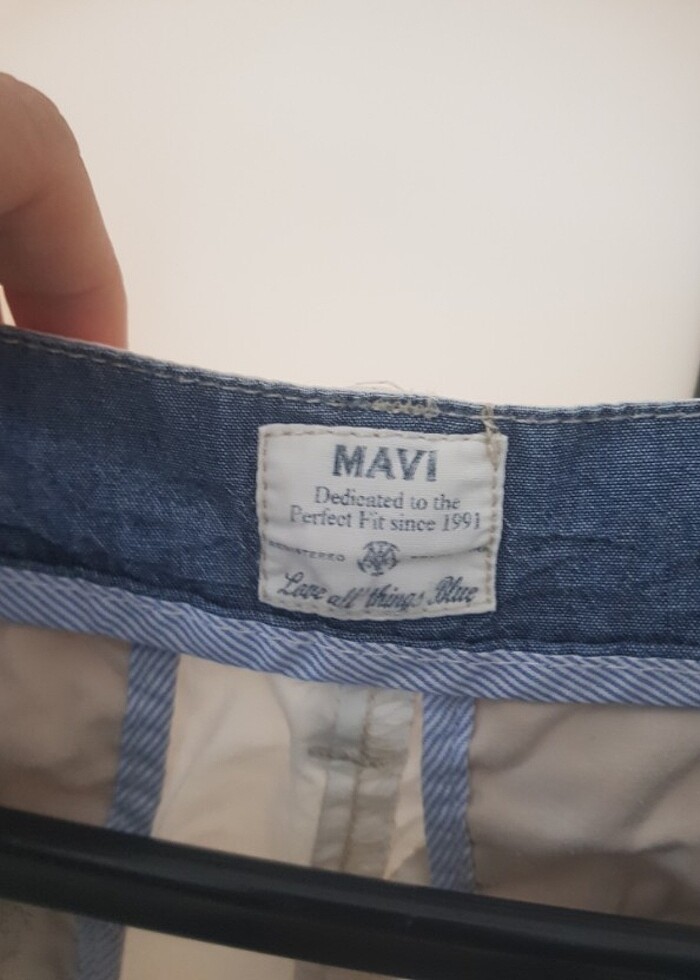 MAVI
Dedicated to the
Perfect Fit since 1991
Love all things Blue